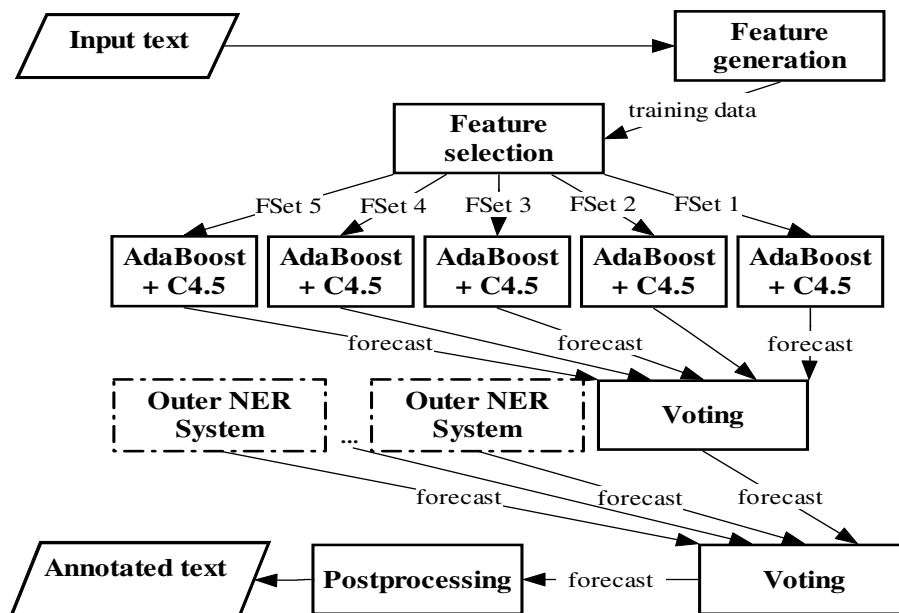 Input text
Feature
generation
training data
Feature
selection
FSet 5
FSet 4
FSet 3
FSet 2
FSet 1
AdaBoost
+ C4.5
AdaBoost
+ C4.5
AdaBoost
+ C4.5
AdaBoost
+ C4.5
AdaBoost
+ C4.5
forecast
forecast
forecast
Outer NER
System
...
Outer NER
System
Voting
forecast
forecast
forecast
Annotated text
Postprocessing
forecast
Voting